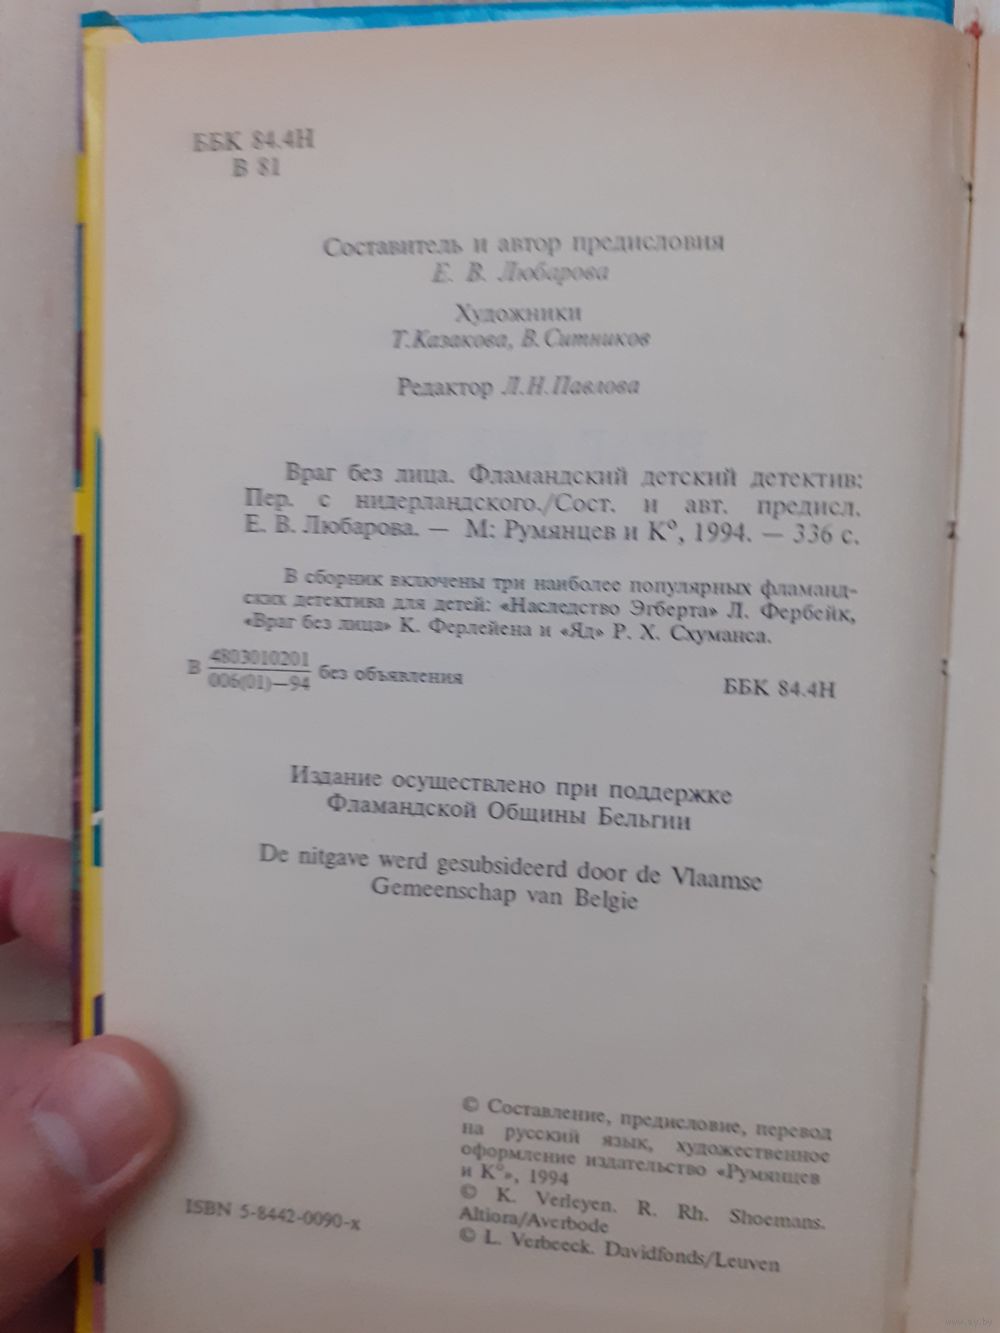 ББК 84.4Н
В 81
Составитель и автор предисловия
Е. В. Любарова
Художники
Т.Казакова, В.Ситников
Редактор Л.Н.Павлова
Враг без лица. Фламандский детский детектив:
Пер. с нидерландского./Сост. и авт. предисл.
Е. В. Любарова. — М: Румянцев и К°, 1994. — 336 с.
В сборник включены три наиболее популярных фламанд-
ских детектива для детей: «Наследство Эгберта» Л. Фербейк,
«Враг без лица» К. Ферлейена и «Яд» Р. Х. Схуманса.
В 4803010201
006(01)—94 без объявления
ББК 84.4Н
Издание осуществлено при поддержке
Фламандской Общины Бельгии
De nitgave werd gesubsideerd door de Vlaamse
Gemeenschap van Belgie
© Составление, предисловие, перевод
на русский язык, художественное
оформление издательство «Румянцев
и К°», 1994
© K. Verleyen. R. Rh. Shoemans.
Altiora/Averbode
© L. Verbeeck. Davidfonds/Leuven
ISBN 5-8442-0090-x
www.ay.by